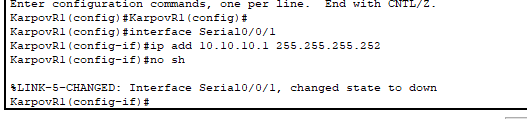 Enter configuration commands, one per line.  End with CNTL/Z.
KarpovR1(config)#KarpovR1(config)#
KarpovR1(config)#interface Serial0/0/1
KarpovR1(config-if)#ip add 10.10.10.1 255.255.255.252
KarpovR1(config-if)#no sh

%LINK-5-CHANGED: Interface Serial0/0/1, changed state to down
KarpovR1(config-if)#